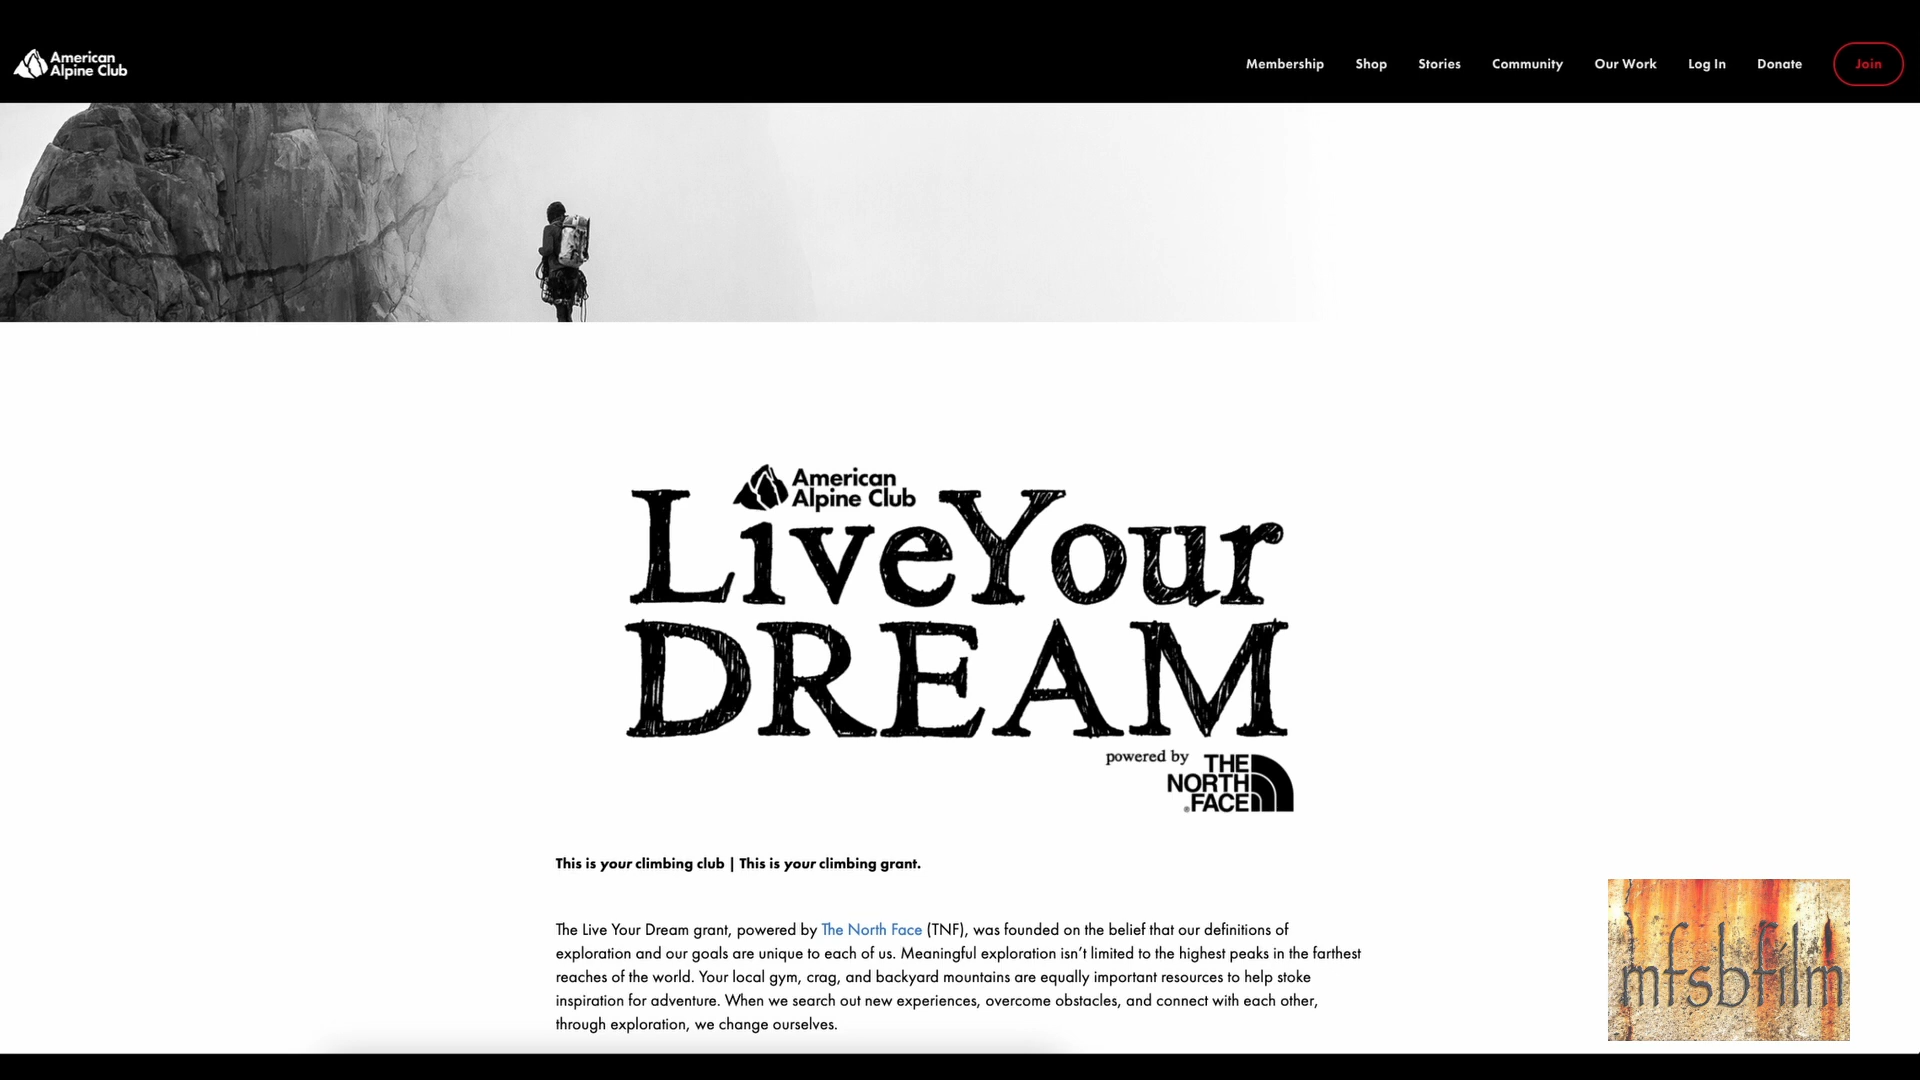 American
Alpine Club
Membership Shop Stories Community Our Work Log In Donate Join
American
Alpine Club
Live Your
DREAM
powered by
THE
NORTH
FACE
This is your climbing club | This is your climbing grant.
The Live Your Dream grant, powered by The North Face (TNF), was founded on the belief that our definitions of
exploration and our goals are unique to each of us. Meaningful exploration isn’t limited to the highest peaks in the farthest
reaches of the world. Your local gym, crag, and backyard mountains are equally important resources to help stoke
inspiration for adventure. When we search out new experiences, overcome obstacles, and connect with each other,
through exploration, we change ourselves.
mfsbfilm